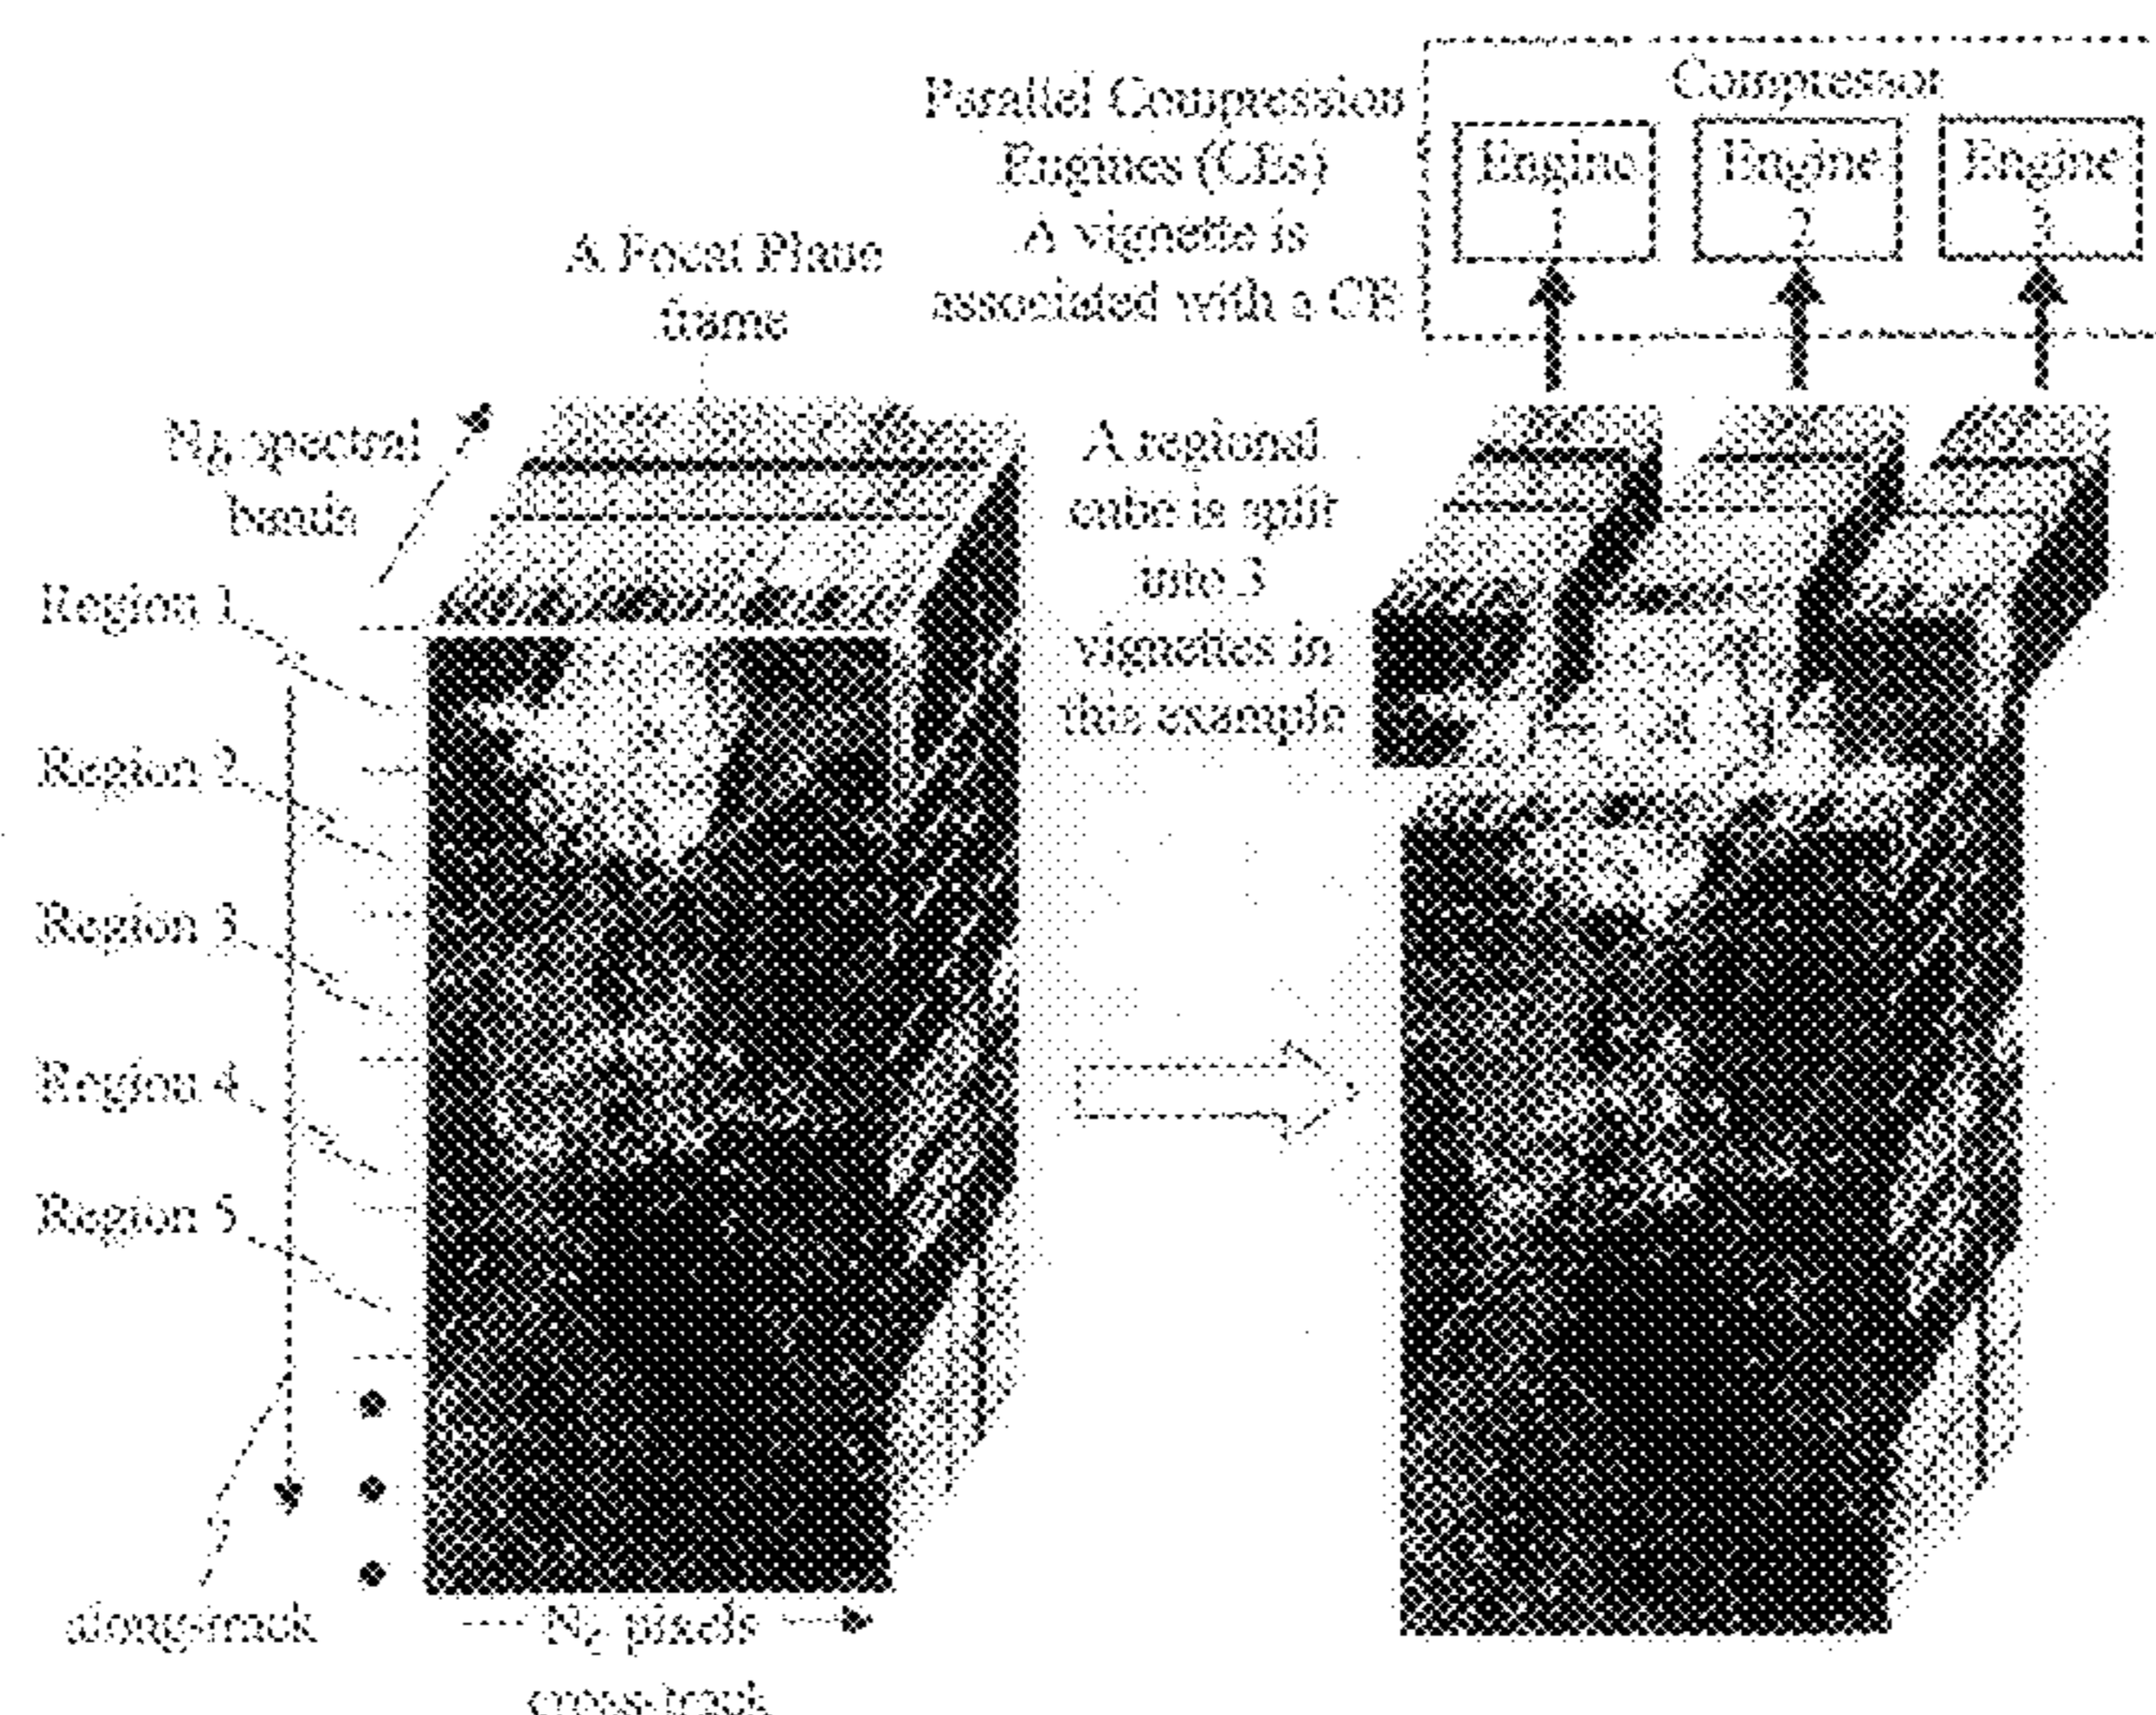 Compressor
Engine
1
Engine
2
Engine
3
Parallel Compression
Engines (CEs)
A vignette is
associated with a CE
A Focal Plane
frame
spectral
bands
A regional
cube is split
into 3
vignettes in
this example
Region 1
Region 2
Region 3
Region 4
Region 5
along-track
pixels
cross-track